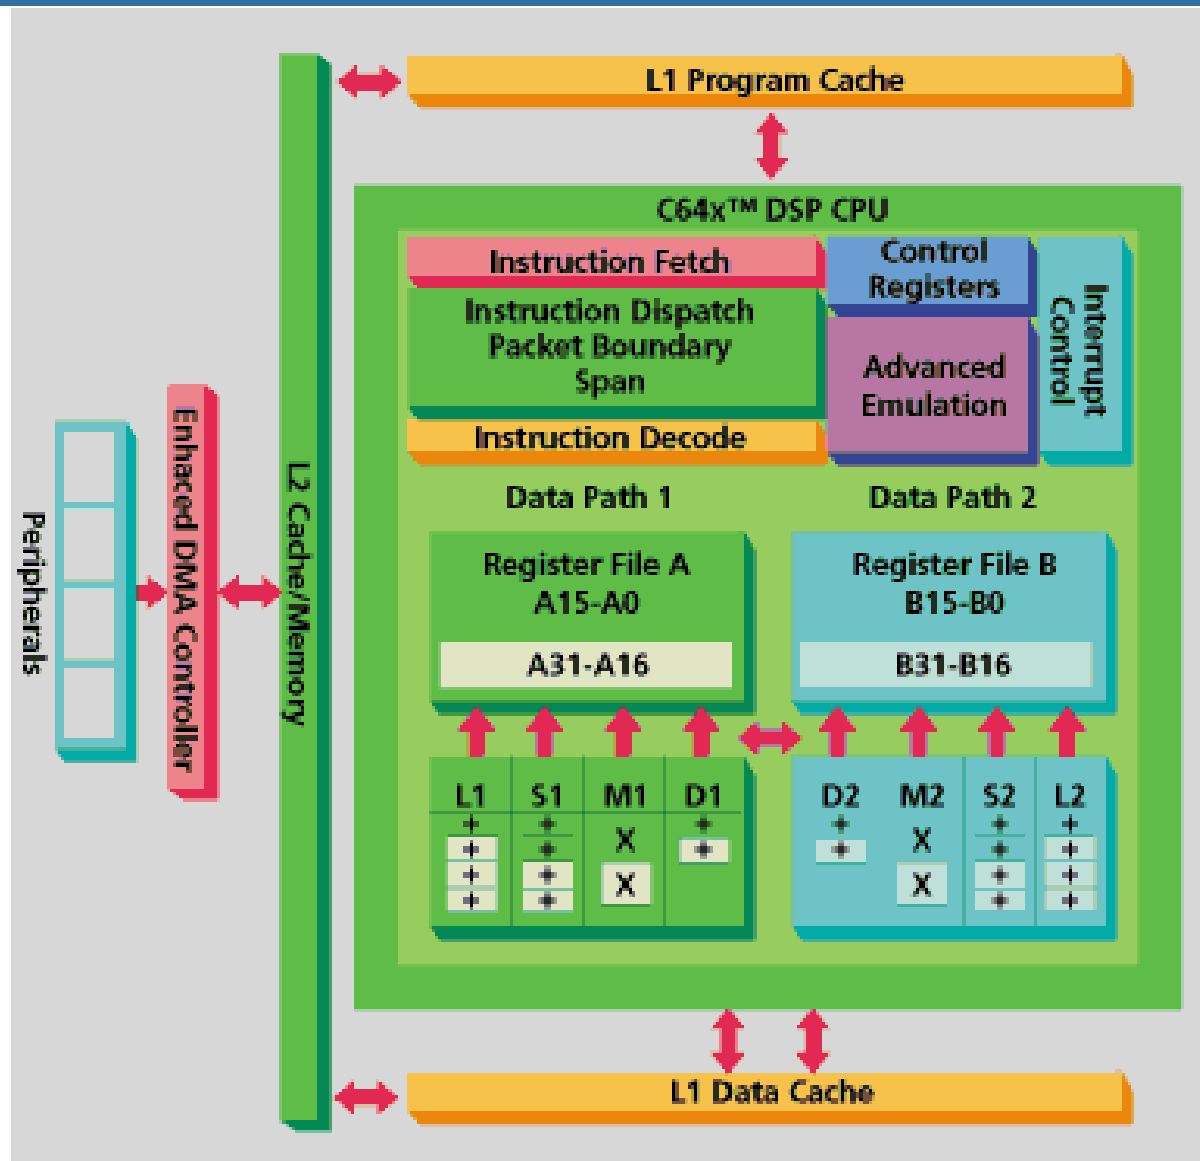 L1 Program Cache
C64x™ DSP CPU
Instruction Fetch
Instruction Dispatch
Packet Boundary
Span
Instruction Decode
Control
Registers
Advanced
Emulation
Interrupt
Control
Peripherals
Enhaced DMA Controller
L2 Cache/Memory
Data Path 1
Data Path 2
Register File A
A15-A0
A31-A16
Register File B
B15-B0
B31-B16
L1 S1 M1 D1
+ + X +
+ + +
+ + X
+ +
D2 M2 S2 L2
+ X + +
+ + +
X + +
+ +
L1 Data Cache